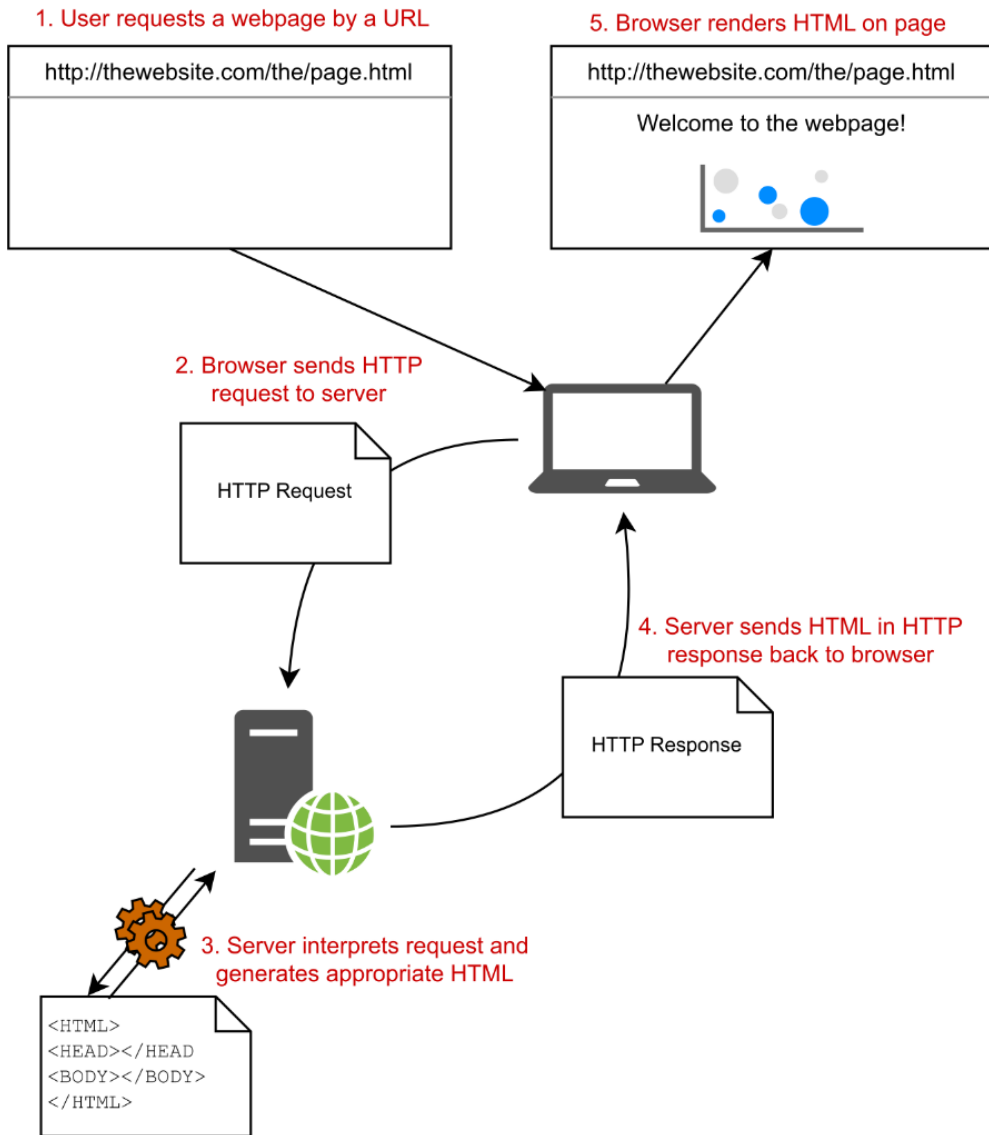 1. User requests a webpage by a URL
http://thewebsite.com/the/page.html
5. Browser renders HTML on page
http://thewebsite.com/the/page.html
Welcome to the webpage!
2. Browser sends HTTP
request to server
HTTP Request
4. Server sends HTML in HTTP
response back to browser
HTTP Response
3. Server interprets request and
generates appropriate HTML
<HTML>
<HEAD></HEAD
<BODY></BODY>
</HTML>